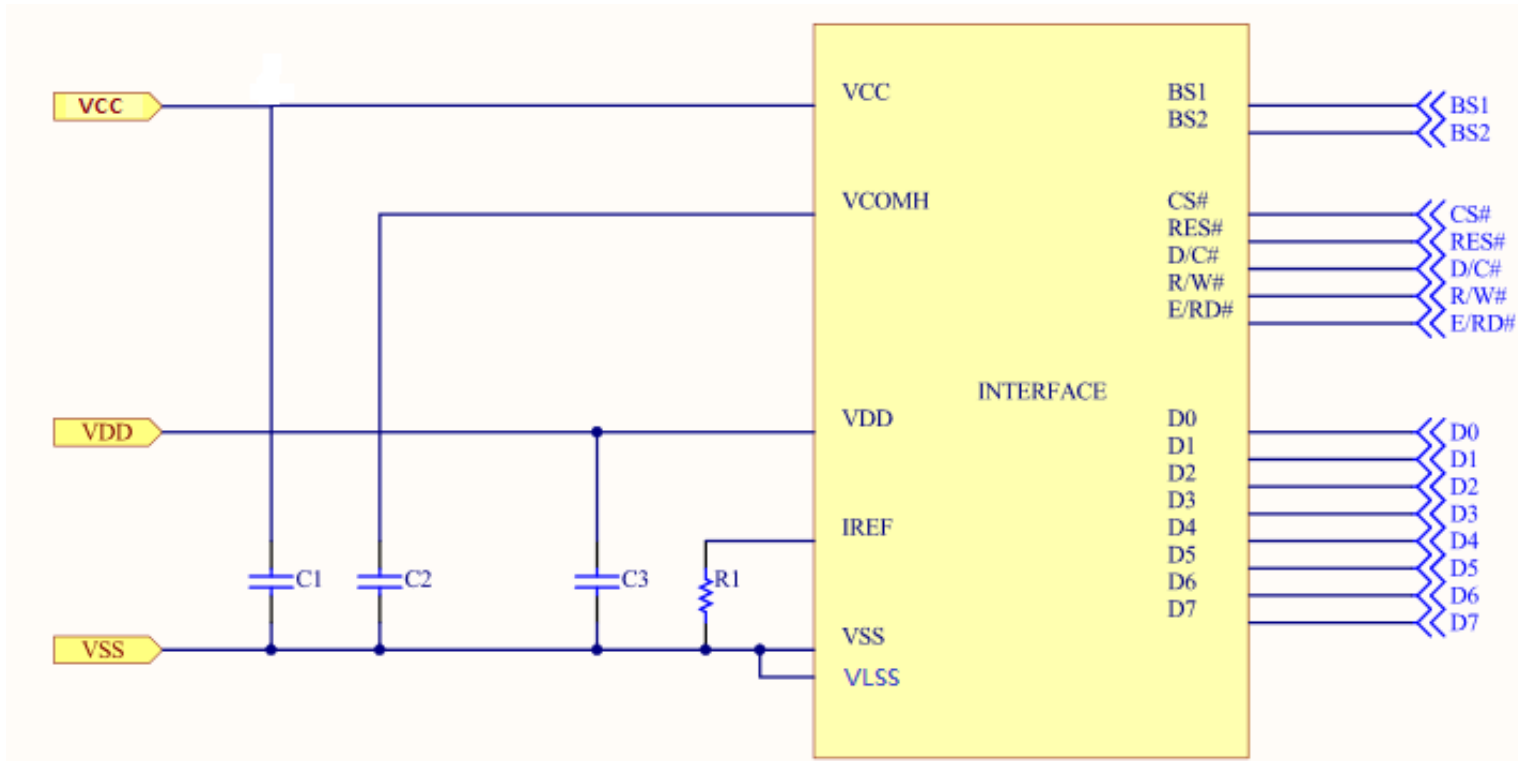 VCC
VDD
VSS
C1
C2
C3
R1
VCC
VCOMH
VDD
IREF
VSS
VLSS
INTERFACE
BS1
BS2
CS#
RES#
D/C#
R/W#
E/RD#
D0
D1
D2
D3
D4
D5
D6
D7
BS1
BS2
CS#
RES#
D/C#
R/W#
E/RD#
D0
D1
D2
D3
D4
D5
D6
D7